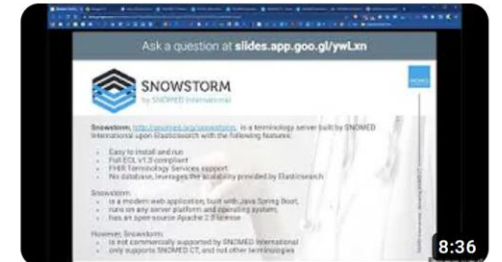 Ask a question at slides.app.goo.gl/ywLxn
SNOWSTORM
by SNOMED International
Snowstorm, is a terminology server built by SNOMED
International upon Elasticsearch with the following features:
Easy to install and run
Full ECL v1.3 compliant
FHIR Terminology Services support
No database, leverages the scalability provided by Elasticsearch
Snowstorm:
is a modern web application, built with Java Spring Boot,
runs on any server platform and operating system,
has an open source Apache 2.0 license
However, Snowstorm:
is not commercially supported by SNOMED International
only supports SNOMED CT, and not other terminologies
8:36